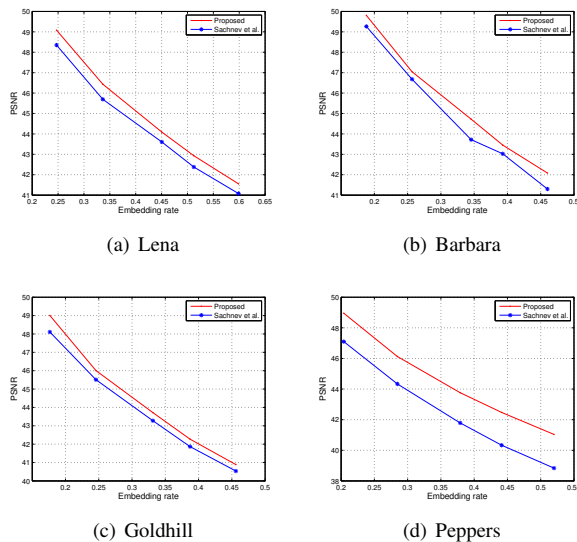 50
49
48
47
46
45
44
43
42
41
0.2 0.25 0.3 0.35 0.4 0.45 0.5 0.55 0.6 0.65
PSNR
Embedding rate
Proposed
Sachnev et al.
(a) Lena
50
49
48
47
46
45
44
43
42
41
0.2 0.25 0.3 0.35 0.4 0.45 0.5
PSNR
Embedding rate
Proposed
Sachnev et al.
(b) Barbara
50
49
48
47
46
45
44
43
42
41
40
0.2 0.25 0.3 0.35 0.4 0.45 0.5
PSNR
Embedding rate
Proposed
Sachnev et al.
(c) Goldhill
50
48
46
44
42
40
38
0.2 0.25 0.3 0.35 0.4 0.45 0.5 0.55
PSNR
Embedding rate
Proposed
Sachnev et al.
(d) Peppers